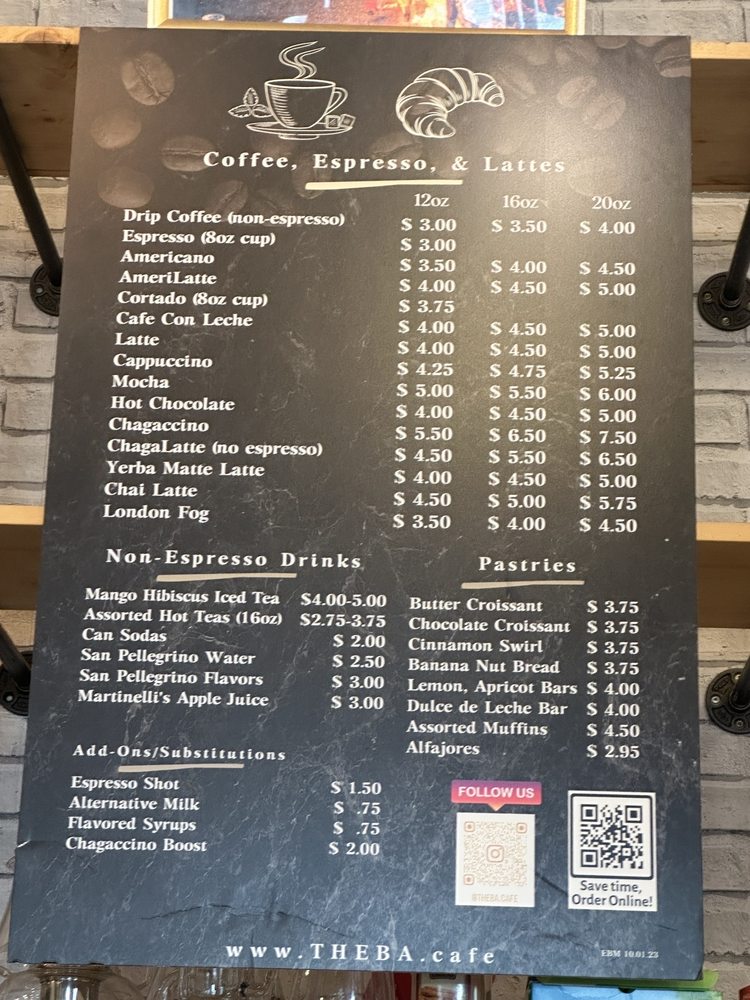 Coffee, Espresso, & Lattes
12oz 16oz 20oz
Drip Coffee (non-espresso) $ 3.00 $ 3.50 $ 4.00
Espresso (8oz cup) $ 3.00
Americano $ 3.50 $ 4.00 $ 4.50
AmeriLatte $ 4.00 $ 4.50 $ 5.00
Cortado (8oz cup) $ 3.75
Cafe Con Leche $ 4.00 $ 4.50 $ 5.00
Latte $ 4.00 $ 4.50 $ 5.00
Cappuccino $ 4.25 $ 4.75 $ 5.25
Mocha $ 5.00 $ 5.50 $ 6.00
Hot Chocolate $ 4.00 $ 4.50 $ 5.00
Chagaccino $ 5.50 $ 6.50 $ 7.50
ChagaLatte (no espresso) $ 4.50 $ 5.50 $ 6.50
Yerba Matte Latte $ 4.00 $ 4.50 $ 5.00
Chai Latte $ 4.50 $ 5.00 $ 5.75
London Fog $ 3.50 $ 4.00 $ 4.50
Non-Espresso Drinks
Mango Hibiscus Iced Tea $4.00-5.00
Assorted Hot Teas (16oz) $2.75-3.75
Can Sodas $ 2.00
San Pellegrino Water $ 2.50
San Pellegrino Flavors $ 3.00
Martinelli's Apple Juice $ 3.00
Pastries
Butter Croissant $ 3.75
Chocolate Croissant $ 3.75
Cinnamon Swirl $ 3.75
Banana Nut Bread $ 3.75
Lemon, Apricot Bars $ 4.00
Dulce de Leche Bar $ 4.00
Assorted Muffins $ 4.50
Alfajores $ 2.95
Add-Ons/Substitutions
Espresso Shot $ 1.50
Alternative Milk $ .75
Flavored Syrups $ .75
Chagaccino Boost $ 2.00
FOLLOW US
@THEBA.CAFE
Save time,
Order Online!
www.THEBA.cafe
EBM 10.01.23